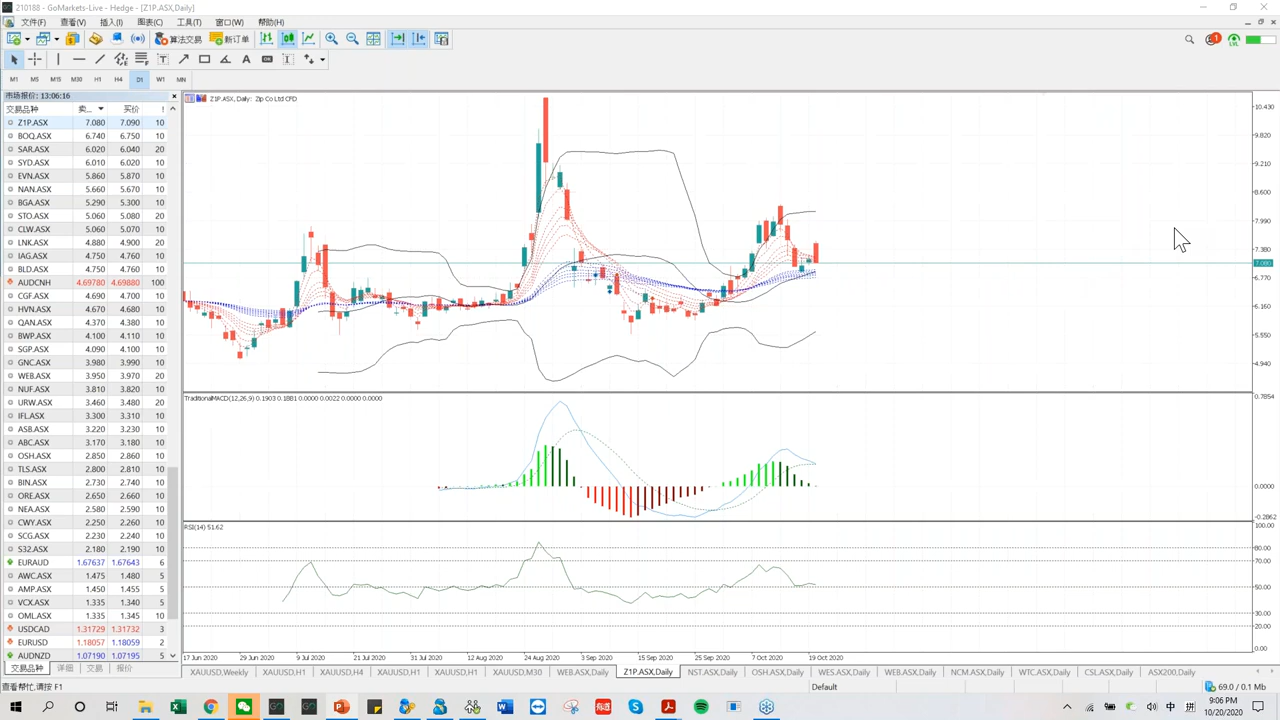 210188 - GoMarkets-Live - Hedge - [Z1P.ASX,Daily]
文件(F) 查看(V) 插入(I) 图表(C) 工具(T) 窗口(W) 帮助(H)
算法交易 新订单
M1 M5 M15 M30 H1 H4 D1 W1 MN
市场报价: 13:06:16
交易品种 卖... 买价 !
Z1P.ASX 7.080 7.090 10
BOQ.ASX 6.740 6.750 10
SAR.ASX 6.020 6.040 20
SYD.ASX 6.010 6.020 10
EVN.ASX 5.860 5.870 10
NAN.ASX 5.660 5.670 10
BGA.ASX 5.290 5.300 10
STO.ASX 5.060 5.080 20
CLW.ASX 5.060 5.070 10
LNK.ASX 4.880 4.900 20
IAG.ASX 4.750 4.760 10
BLD.ASX 4.750 4.760 10
AUDCNH 4.69780 4.69880 100
CGF.ASX 4.690 4.700 10
HVN.ASX 4.670 4.680 10
QAN.ASX 4.370 4.380 10
BWP.ASX 4.100 4.110 10
SGP.ASX 4.090 4.100 10
GNC.ASX 3.980 3.990 10
WEB.ASX 3.950 3.970 20
NUF.ASX 3.810 3.820 10
URW.ASX 3.460 3.480 20
IFL.ASX 3.300 3.310 10
ASB.ASX 3.220 3.230 10
ABC.ASX 3.170 3.180 10
OSH.ASX 2.850 2.860 10
TLS.ASX 2.800 2.810 10
BIN.ASX 2.730 2.740 10
ORE.ASX 2.650 2.660 10
NEA.ASX 2.580 2.590 10
CWY.ASX 2.250 2.260 10
SCG.ASX 2.230 2.240 10
S32.ASX 2.180 2.190 10
EURAUD 1.67637 1.67643 6
AWC.ASX 1.475 1.480 5
AMP.ASX 1.450 1.455 5
VCX.ASX 1.335 1.340 5
OML.ASX 1.335 1.345 10
USDCAD 1.31729 1.31732 3
EURUSD 1.18057 1.18059 2
AUDNZD 1.07190 1.07195 5
交易品种 详细 交易 报价
Z1P.ASX, Daily: Zip Co Ltd CFD
10.430
9.820
9.210
8.600
7.990
7.380
7.090
6.770
6.160
5.550
4.940
TraditionalMACD(12,26,9) 0.1903 0.1881 0.0000 0.0022 0.0000 0.0000
0.7854
0.0000
-0.2862
RSI(14) 51.62
100.00
80.00
70.00
50.00
30.00
20.00
0.00
17 Jun 2020 29 Jun 2020 9 Jul 2020 21 Jul 2020 31 Jul 2020 12 Aug 2020 24 Aug 2020 3 Sep 2020 15 Sep 2020 25 Sep 2020 7 Oct 2020 19 Oct 2020
XAUUSD,Weekly XAUUSD,H1 XAUUSD,H4 XAUUSD,H1 XAUUSD,H1 XAUUSD,M30 WEB.ASX,Daily Z1P.ASX,Daily NST.ASX,Daily OSH.ASX,Daily WES.ASX,Daily WEB.ASX,Daily NCM.ASX,Daily WTC.ASX,Daily CSL.ASX,Daily ASX200,Daily
查看帮忙,请按 F1 Default 69.0 / 0.1 Mb
中 拼 9:06 PM
10/20/2020